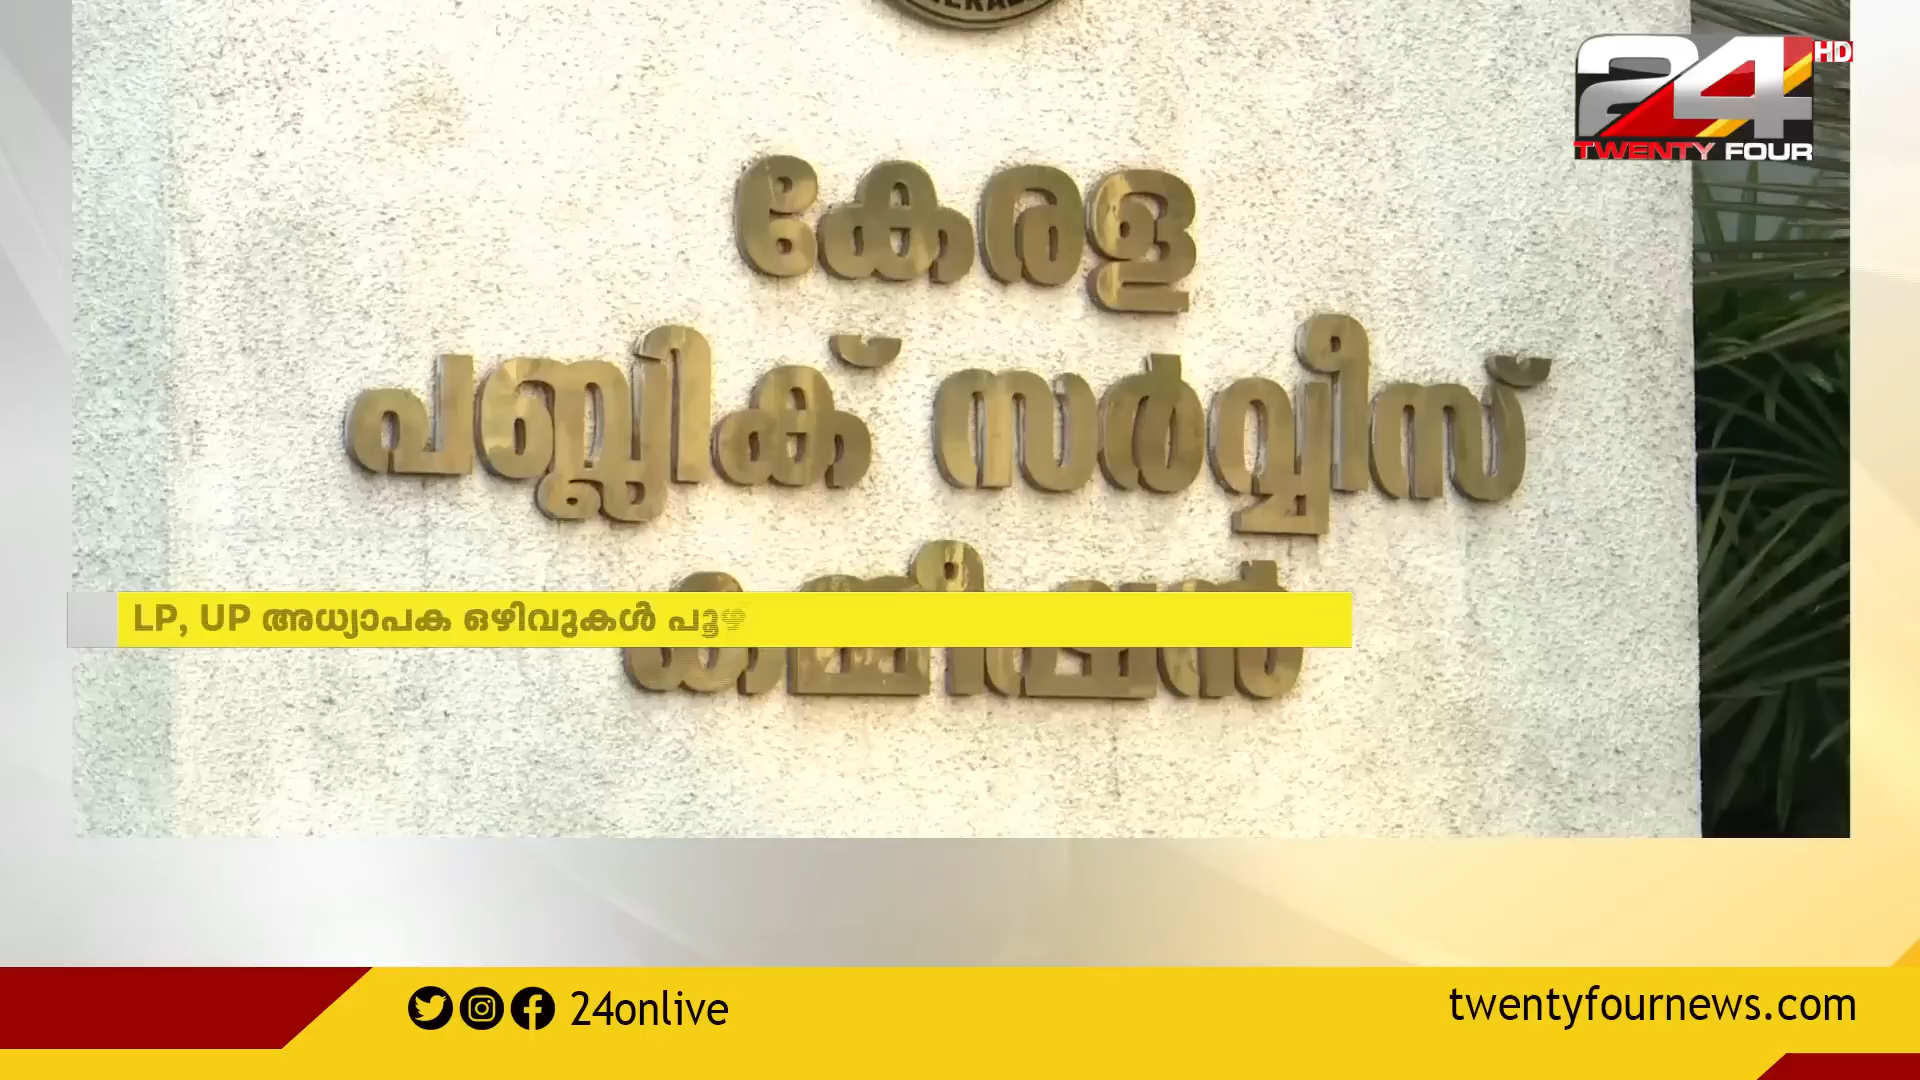 24 HD
TWENTY FOUR
കേരള
പബ്ലിക് സർവ്വീസ്
LP, UP അധ്യാപക ഒഴിവുകൾ
24onlive
twentyfournews.com